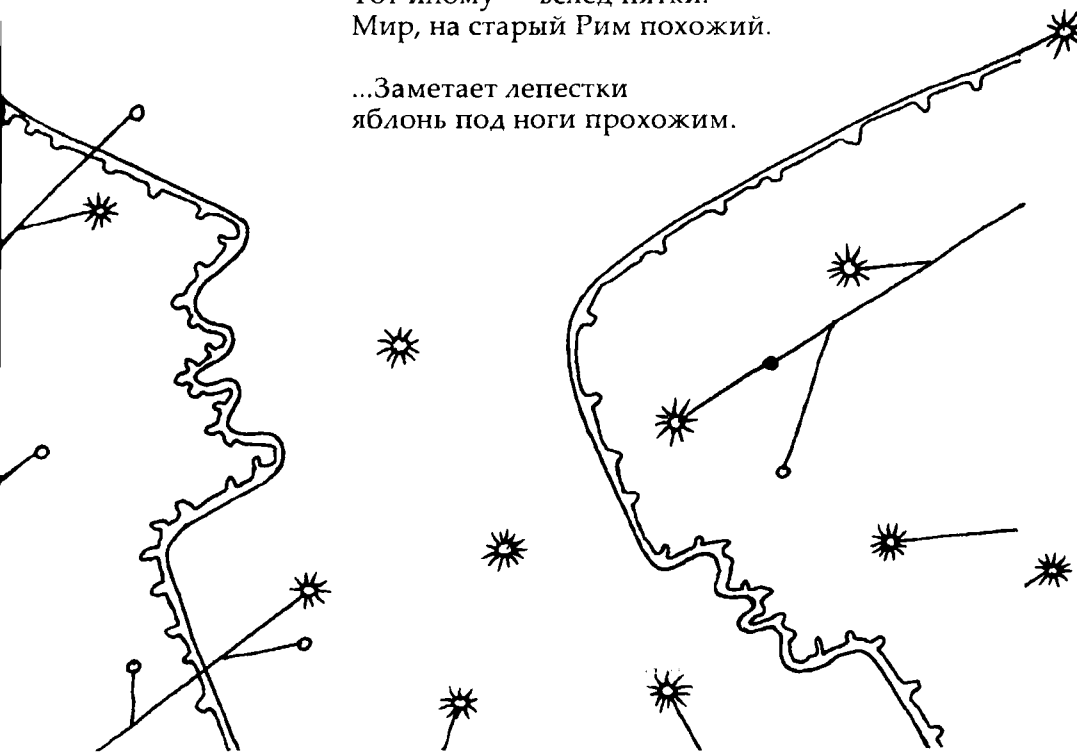 Мир, на старый Рим похожий.
...Заметает лепестки
яблонь под ноги прохожим.